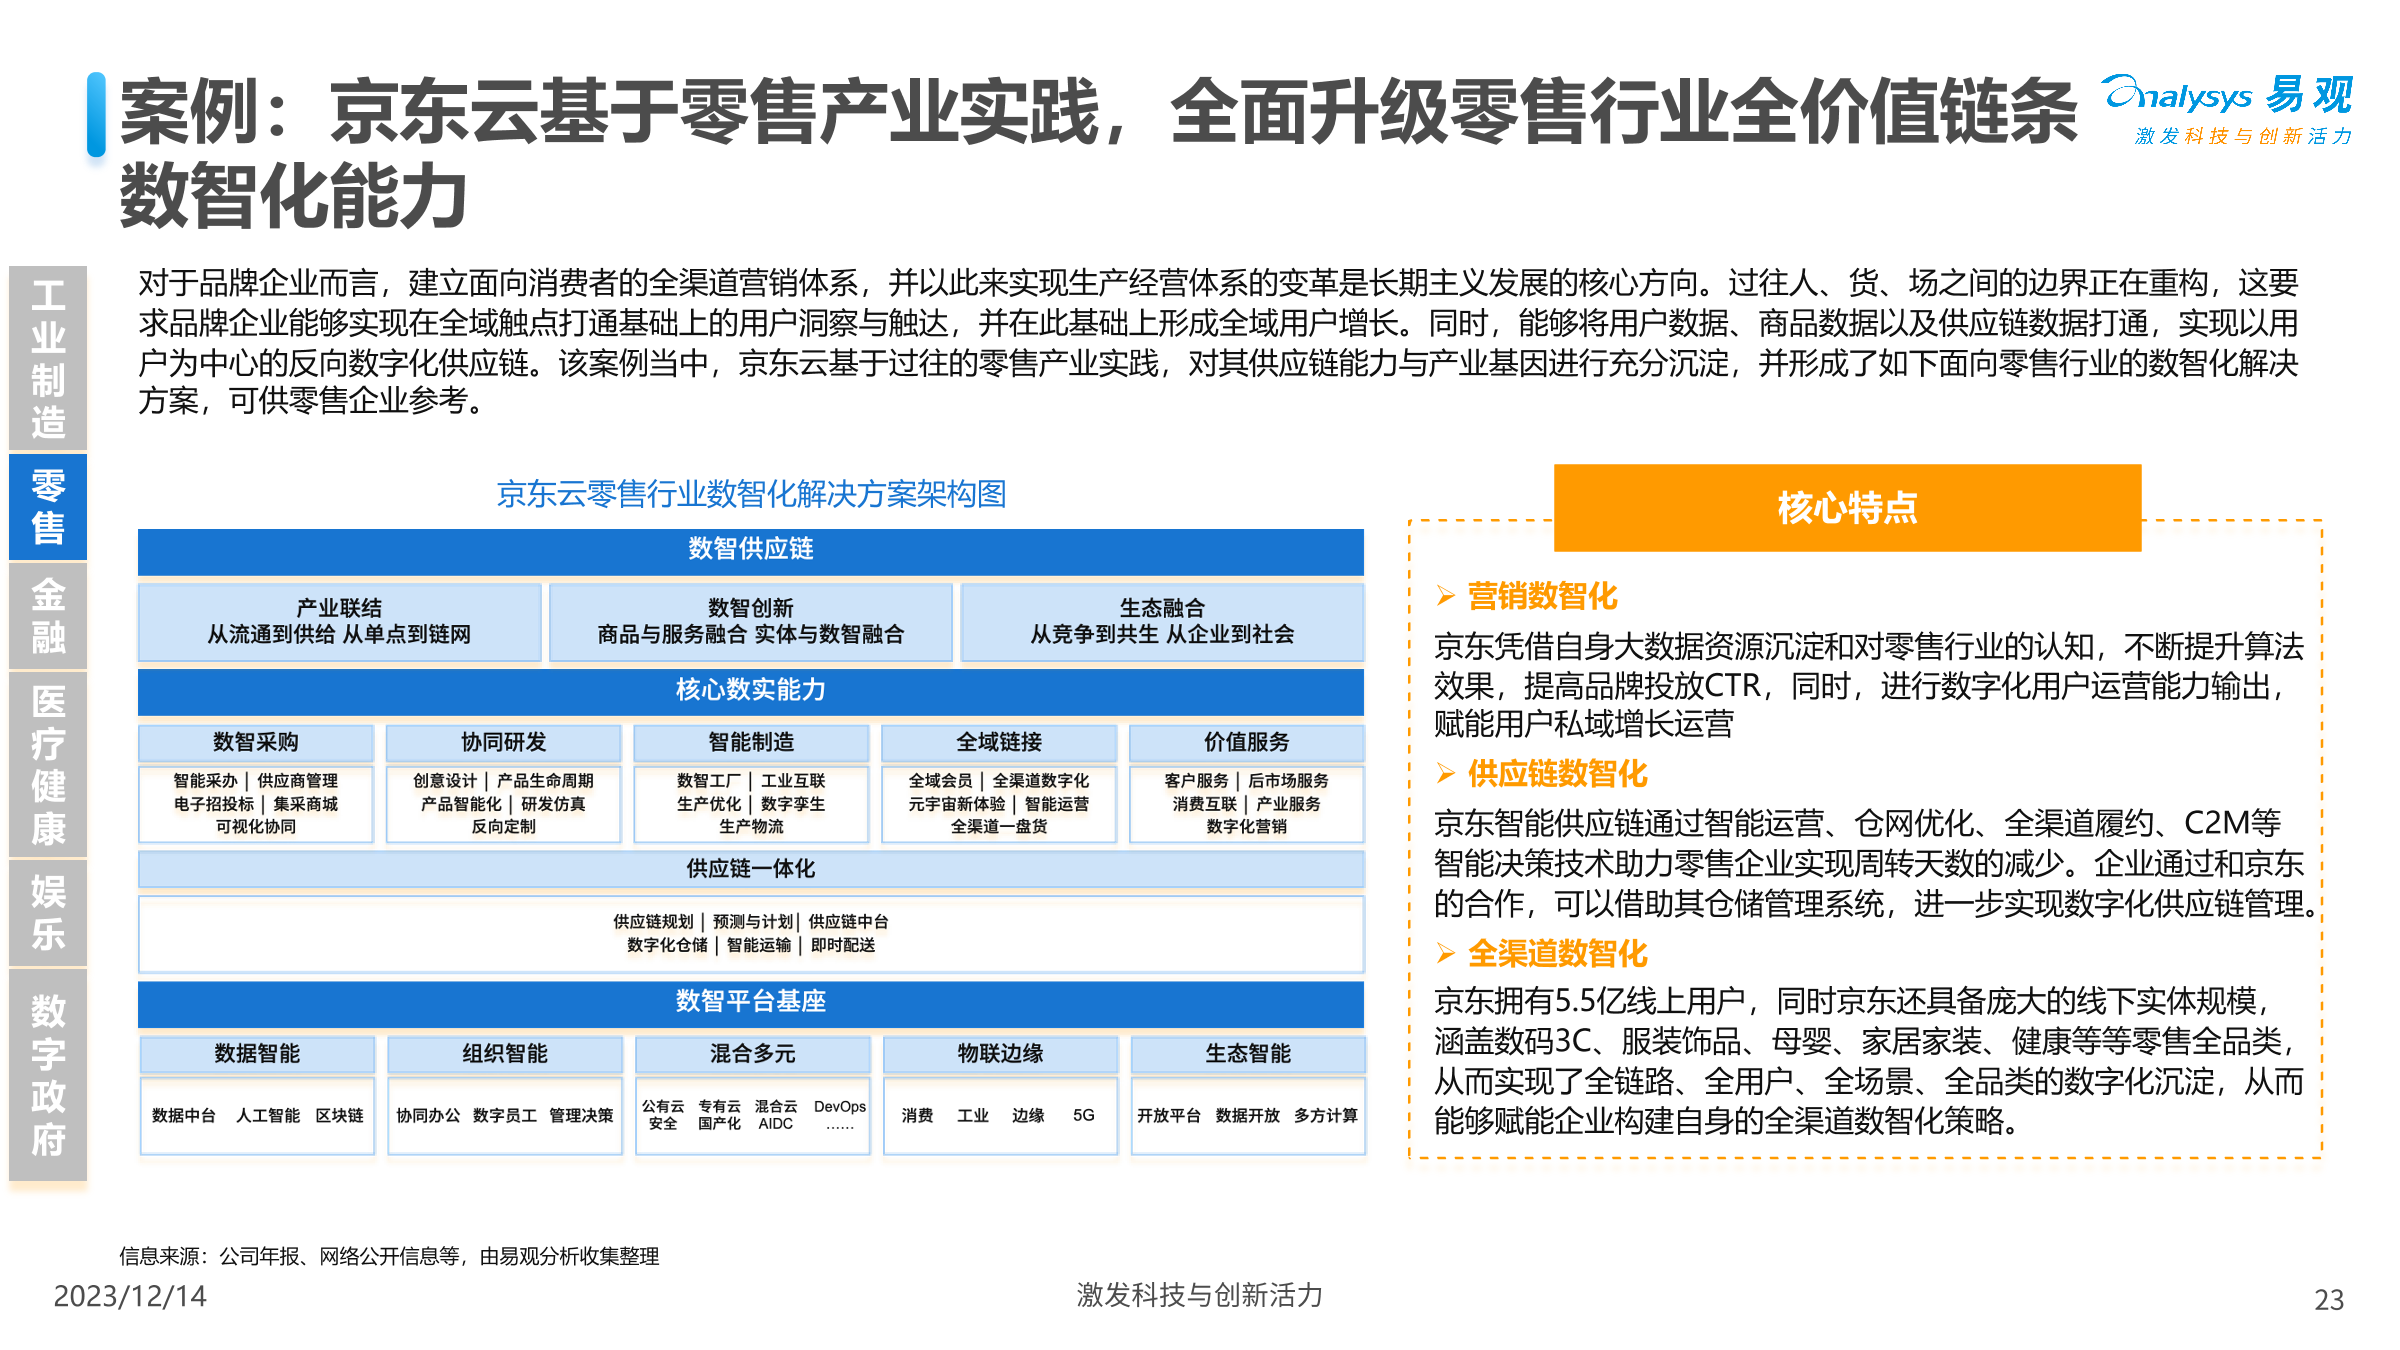 案例：京东云基于零售产业实践，全面升级零售行业全价值链条
数智化能力
analysys 易观
激发科技与创新活力
工业制造
零售
金融
医疗健康
娱乐
数字政府
对于品牌企业而言，建立面向消费者的全渠道营销体系，并以此来实现生产经营体系的变革是长期主义发展的核心方向。过往人、货、场之间的边界正在重构，这要
求品牌企业能够实现在全域触点打通基础上的用户洞察与触达，并在此基础上形成全域用户增长。同时，能够将用户数据、商品数据以及供应链数据打通，实现以用
户为中心的反向数字化供应链。该案例当中，京东云基于过往的零售产业实践，对其供应链能力与产业基因进行充分沉淀，并形成了如下面向零售行业的数智化解决
方案，可供零售企业参考。
京东云零售行业数智化解决方案架构图
数智供应链
产业联结
从流通到供给 从单点到链网
数智创新
商品与服务融合 实体与数智融合
生态融合
从竞争到共生 从企业到社会
核心数实能力
数智采购
智能采办 | 供应商管理
电子招投标 | 集采商城
可视化协同
协同研发
创意设计 | 产品生命周期
产品智能化 | 研发仿真
反向定制
智能制造
数智工厂 | 工业互联
生产优化 | 数字孪生
生产物流
全域链接
全域会员 | 全渠道数字化
元宇宙新体验 | 智能运营
全渠道一盘货
价值服务
客户服务 | 后市场服务
消费互联 | 产业服务
数字化营销
供应链一体化
供应链规划 | 预测与计划| 供应链中台
数字化仓储 | 智能运输 | 即时配送
数智平台基座
数据智能
数据中台 人工智能 区块链
组织智能
协同办公 数字员工 管理决策
混合多元
公有云 专有云 混合云 DevOps
安全 国产化 AIDC ……
物联边缘
消费 工业 边缘 5G
生态智能
开放平台 数据开放 多方计算
核心特点
➢ 营销数智化
京东凭借自身大数据资源沉淀和对零售行业的认知，不断提升算法
效果，提高品牌投放CTR，同时，进行数字化用户运营能力输出，
赋能用户私域增长运营
➢ 供应链数智化
京东智能供应链通过智能运营、仓网优化、全渠道履约、C2M等
智能决策技术助力零售企业实现周转天数的减少。企业通过和京东
的合作，可以借助其仓储管理系统，进一步实现数字化供应链管理。
➢ 全渠道数智化
京东拥有5.5亿线上用户，同时京东还具备庞大的线下实体规模，
涵盖数码3C、服装饰品、母婴、家居家装、健康等等零售全品类，
从而实现了全链路、全用户、全场景、全品类的数字化沉淀，从而
能够赋能企业构建自身的全渠道数智化策略。
信息来源：公司年报、网络公开信息等，由易观分析收集整理
2023/12/14
激发科技与创新活力
23